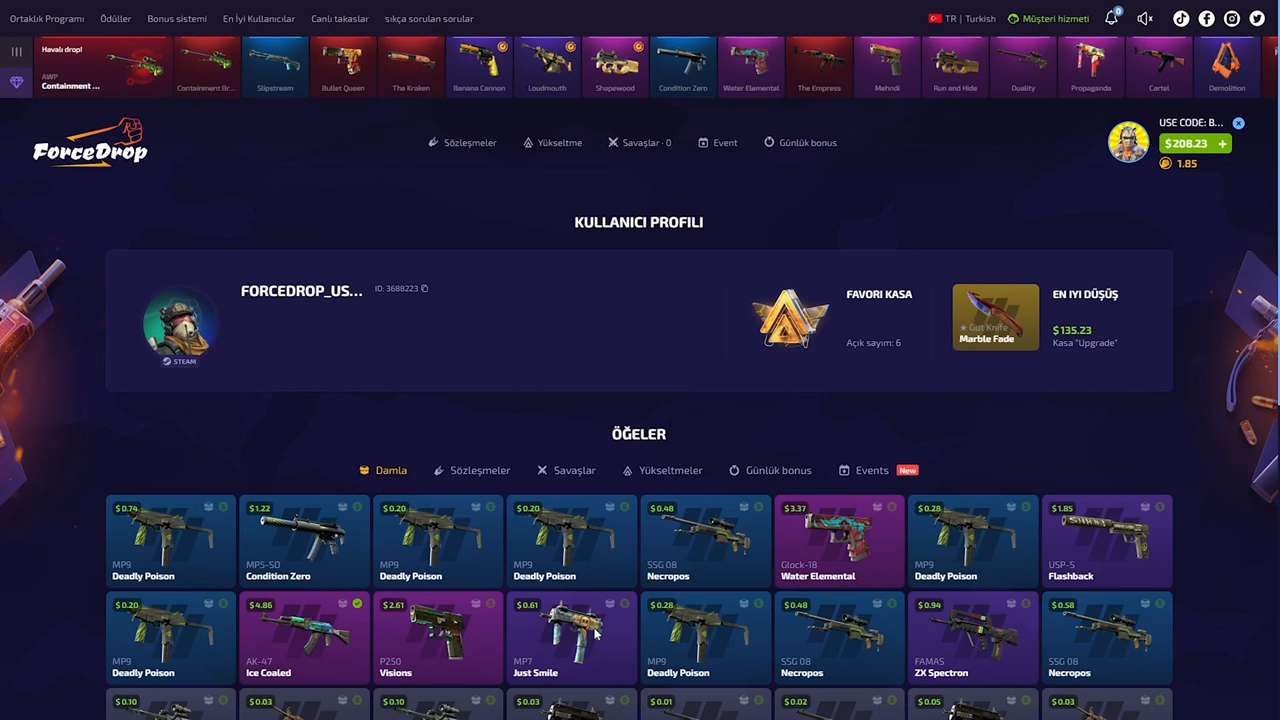 Ortaklık Programı Ödüller Bonus sistemi En İyi Kullanıcılar Canlı takaslar sıkça sorulan sorular
TR | Turkish Müşteri hizmeti 0
Havalı drop!
AWP
Containment ...
Containment Br...
Slipstream
Bullet Queen
The Kraken
Banana Cannon
Loudmouth
Shapewood
Condition Zero
Water Elemental
The Empress
Mehndi
Run and Hide
Duality
Propaganda
Cartel
Demolition
ForceDrop
Sözleşmeler Yükseltme Savaşlar · 0 Event Günlük bonus
USE CODE: B...
$ 208.23 +
1.85
KULLANICI PROFILI
FORCEDROP_US... ID: 3688223
STEAM
FAVORI KASA
Açık sayım: 6
★ Gut Knife
Marble Fade
EN IYI DÜŞÜŞ
$135.23
Kasa "Upgrade"
ÖĞELER
Damla Sözleşmeler Savaşlar Yükseltmeler Günlük bonus Events New
$ 0.74
MP9
Deadly Poison
$ 1.22
MP5-SD
Condition Zero
$ 0.20
MP9
Deadly Poison
$ 0.20
MP9
Deadly Poison
$ 0.48
SSG 08
Necropos
$ 3.37
Glock-18
Water Elemental
$ 0.28
MP9
Deadly Poison
$ 1.85
USP-S
Flashback
$ 0.20
MP9
Deadly Poison
$ 4.86
AK-47
Ice Coaled
$ 2.61
P250
Visions
$ 0.61
MP7
Just Smile
$ 0.28
MP9
Deadly Poison
$ 0.48
SSG 08
Necropos
$ 0.94
FAMAS
ZX Spectron
$ 0.58
SSG 08
Necropos
$ 0.10
$ 0.03
$ 0.10
$ 0.03
$ 0.01
$ 0.02
$ 0.05
$ 0.03